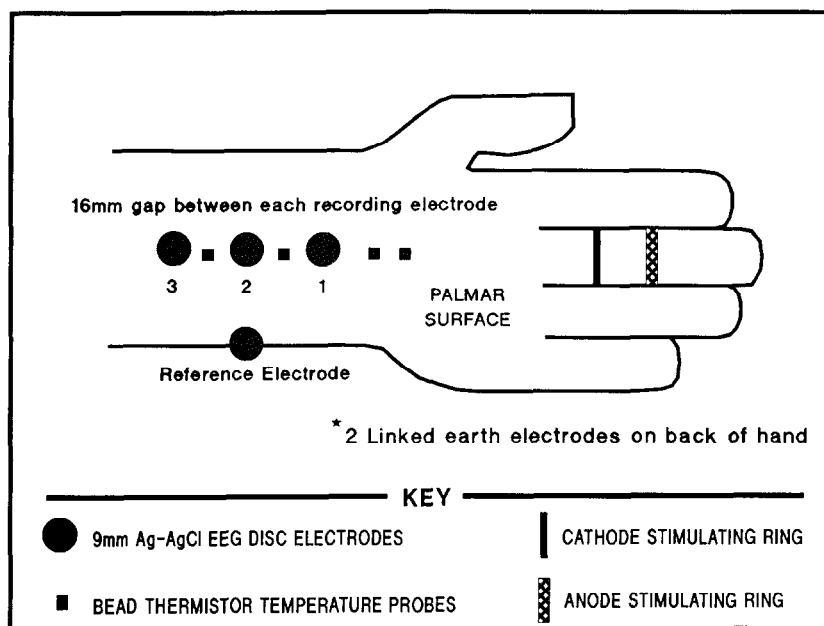 16mm gap between each recording electrode
3 2 1
PALMAR
SURFACE
Reference Electrode
*2 Linked earth electrodes on back of hand
KEY
9mm Ag-AgCl EEG DISC ELECTRODES
CATHODE STIMULATING RING
BEAD THERMISTOR TEMPERATURE PROBES
ANODE STIMULATING RING